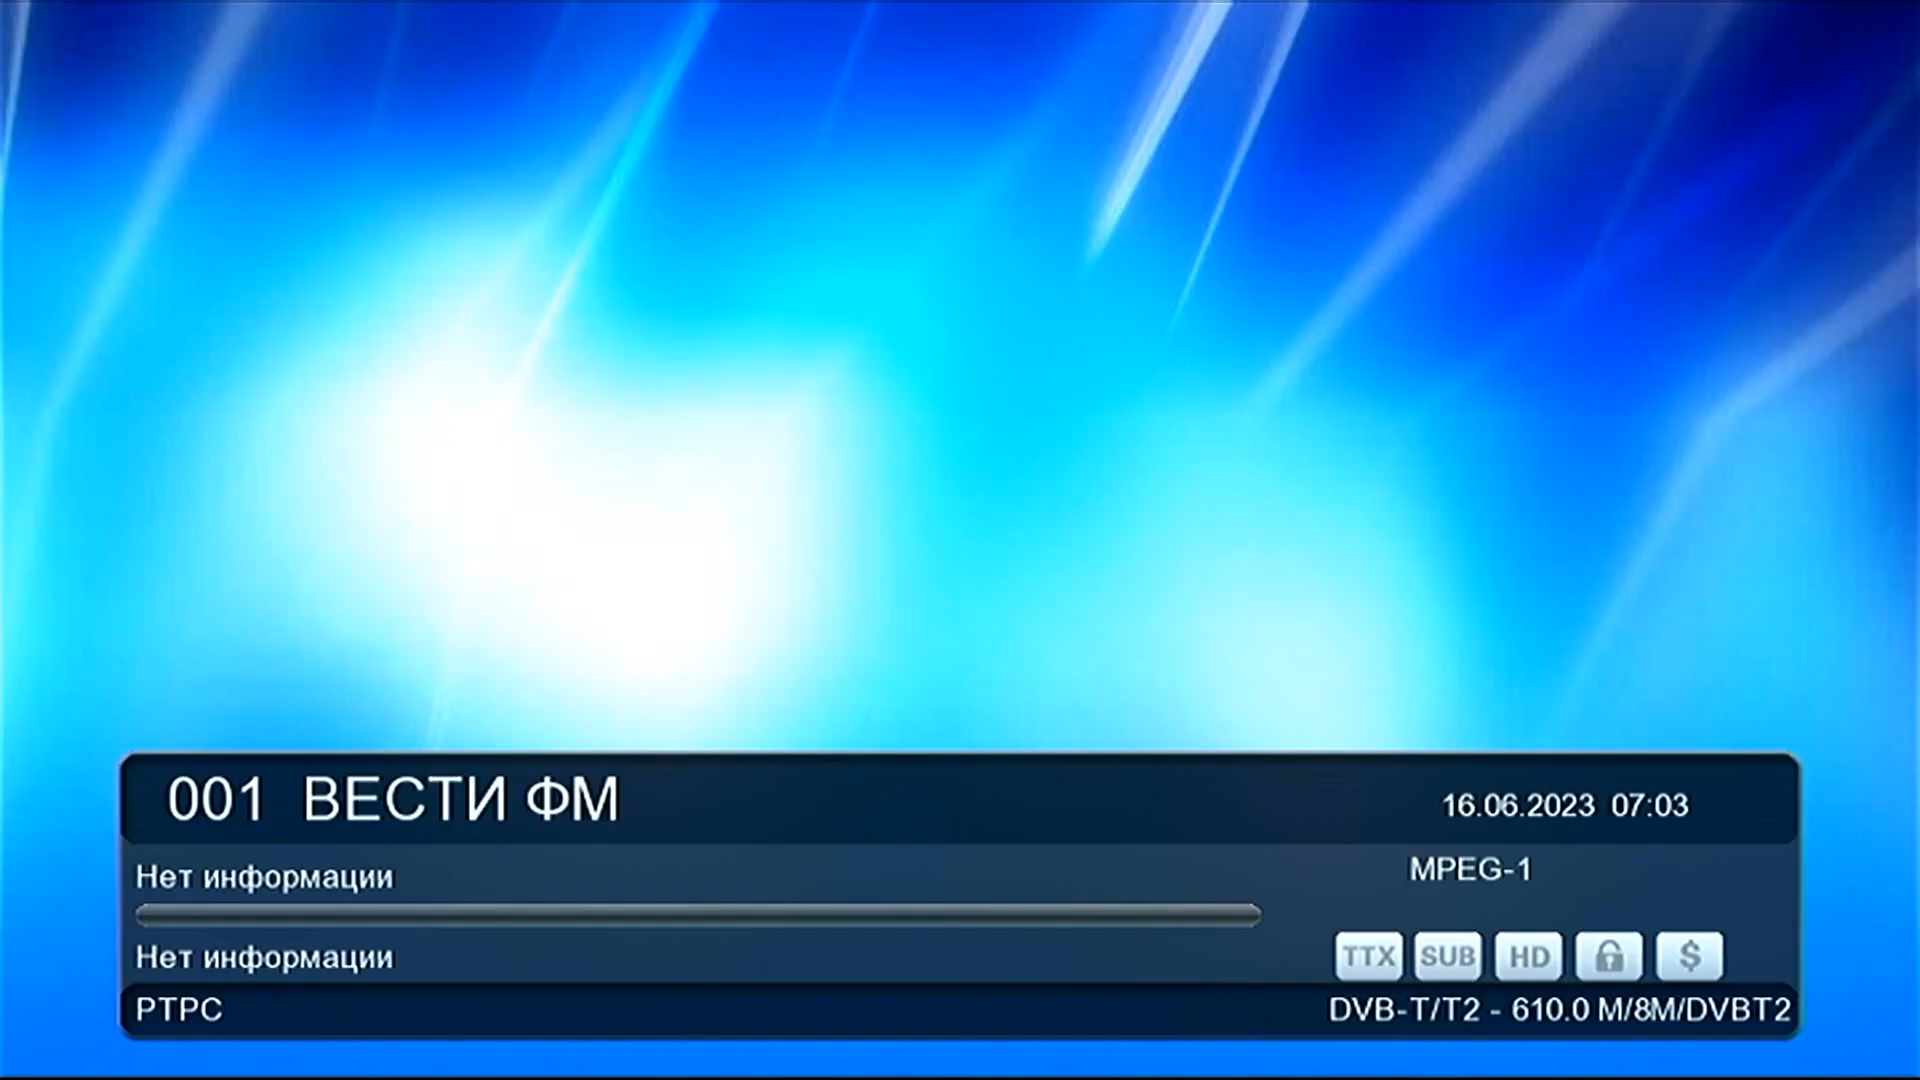 001 ВЕСТИ ФМ
16.06.2023 07:03
Нет информации
MPEG-1
Нет информации
TTX SUB HD $
РТРС
DVB-T/T2 - 610.0 M/8M/DVBT2